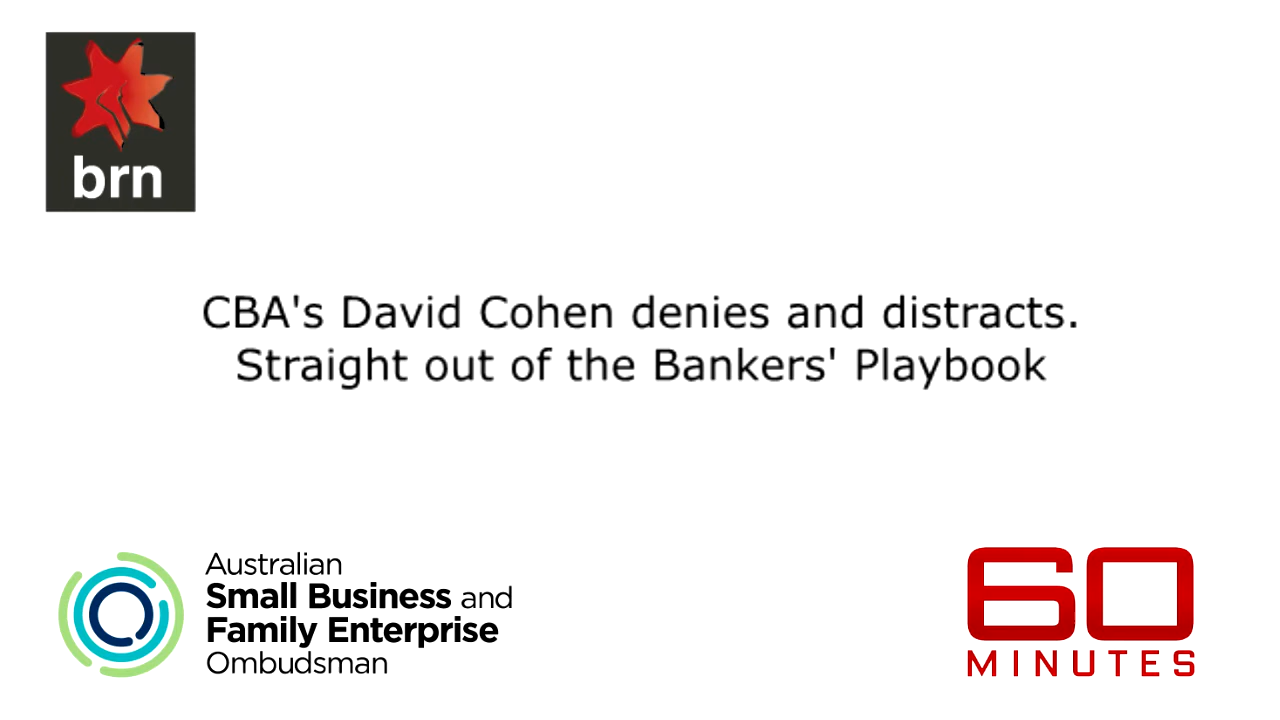 brn
CBA's David Cohen denies and distracts.
Straight out of the Bankers' Playbook
Australian
Small Business and
Family Enterprise
Ombudsman
60
MINUTES